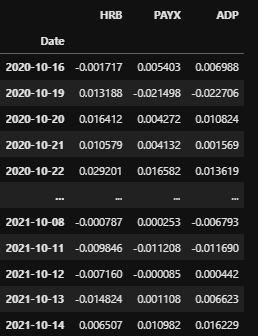 HRB PAYX ADP
Date
2020-10-16 -0.001717 0.005403 0.006988
2020-10-19 0.013188 -0.021498 -0.022706
2020-10-20 0.016412 0.004272 0.010824
2020-10-21 0.010579 0.004132 0.001569
2020-10-22 0.029201 0.016582 0.013619
... ... ... ...
2021-10-08 -0.000787 0.000253 -0.006793
2021-10-11 -0.009846 -0.011208 -0.011690
2021-10-12 -0.007160 -0.000085 0.000442
2021-10-13 -0.014824 0.001108 0.006623
2021-10-14 0.006507 0.010982 0.016229